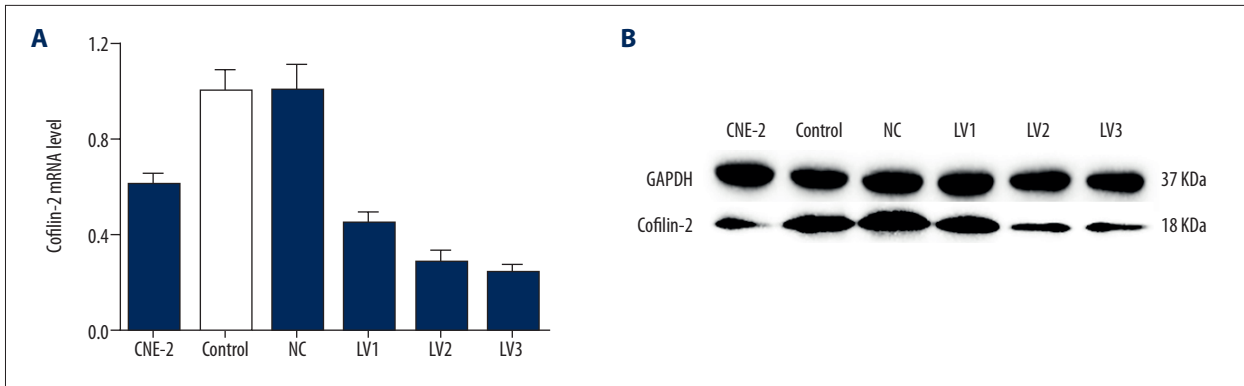 A
1.2
0.8
0.4
0.0
Cofilin-2 mRNA level
CNE-2 Control NC LV1 LV2 LV3
B
CNE-2 Control NC LV1 LV2 LV3
GAPDH 37 KDa
Cofilin-2 18 KDa